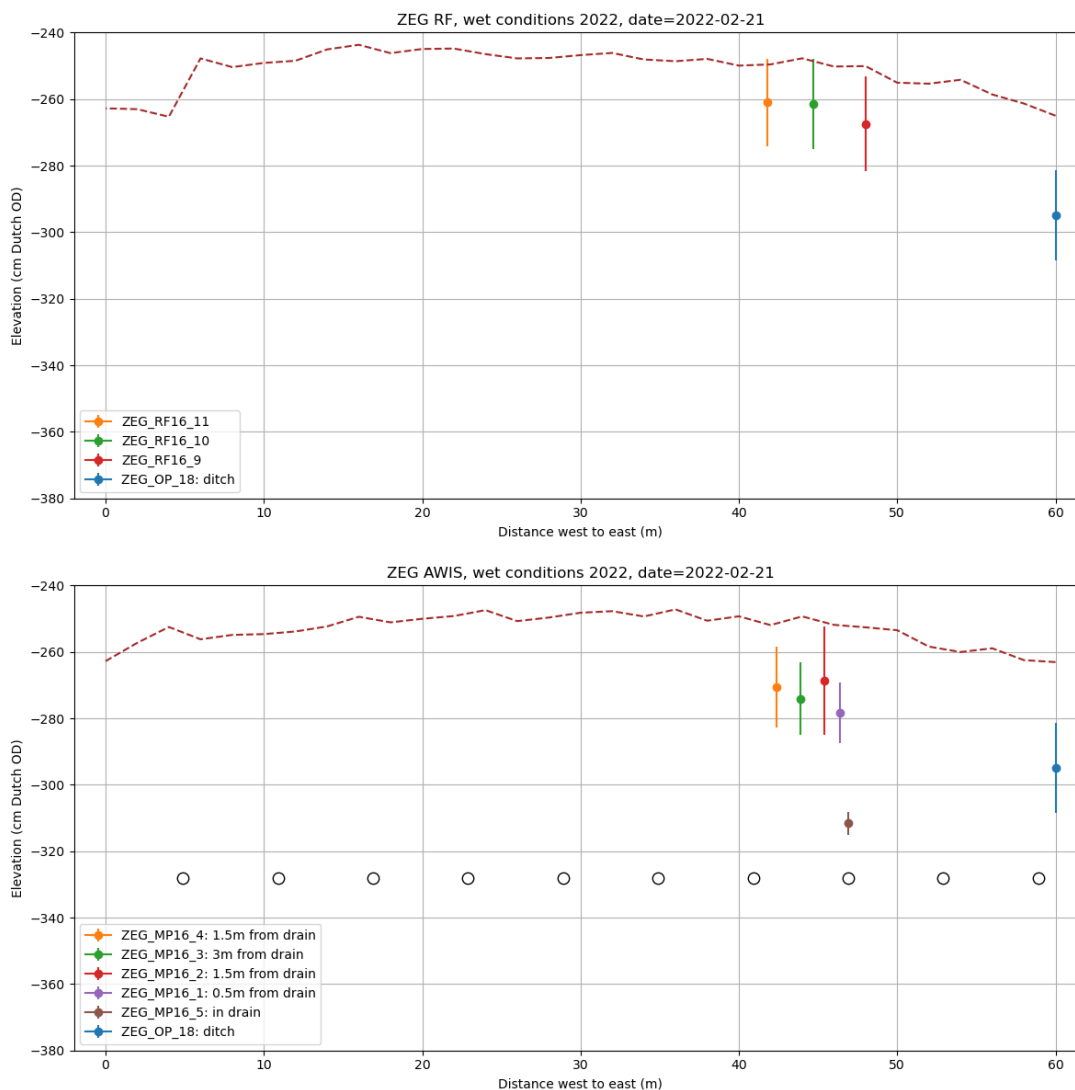 ZEG RF, wet conditions 2022, date=2022-02-21
Elevation (cm Dutch OD)
−240
−260
−280
−300
−320
−340
−360
−380
ZEG_RF16_11
ZEG_RF16_10
ZEG_RF16_9
ZEG_OP_18: ditch
0 10 20 30 40 50 60
Distance west to east (m)
ZEG AWIS, wet conditions 2022, date=2022-02-21
Elevation (cm Dutch OD)
−240
−260
−280
−300
−320
−340
−360
−380
ZEG_MP16_4: 1.5m from drain
ZEG_MP16_3: 3m from drain
ZEG_MP16_2: 1.5m from drain
ZEG_MP16_1: 0.5m from drain
ZEG_MP16_5: in drain
ZEG_OP_18: ditch
0 10 20 30 40 50 60
Distance west to east (m)